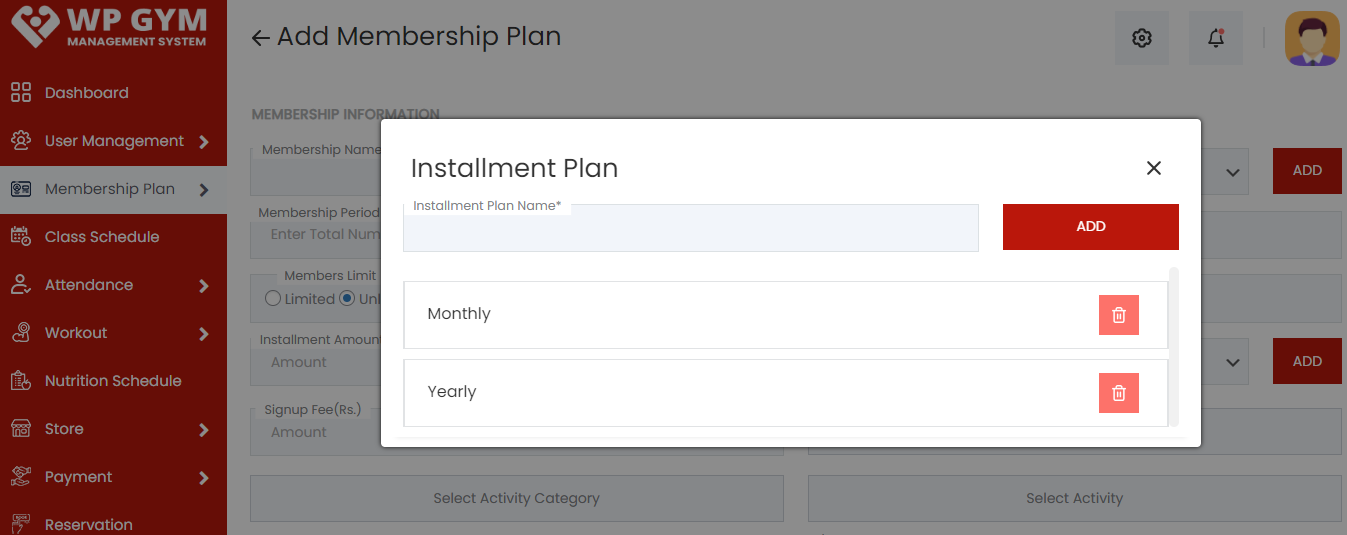 WP GYM
MANAGEMENT SYSTEM
Add Membership Plan
Dashboard
User Management
Membership Plan
Class Schedule
Attendance
Workout
Nutrition Schedule
Store
Payment
Reservation
MEMBERSHIP INFORMATION
Membership Name
ADD
Membership Period
Enter Total Num
Members Limit
Limited
Installment Amoun
Amount
ADD
Signup Fee(Rs.)
Amount
Select Activity Category
Select Activity
Installment Plan
Installment Plan Name*
ADD
Monthly
Yearly